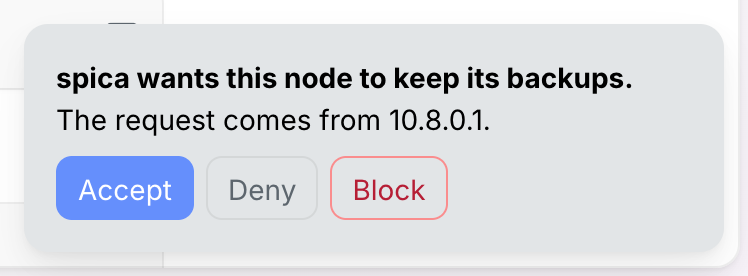 spica wants this node to keep its backups.
The request comes from 10.8.0.1.
Accept Deny Block